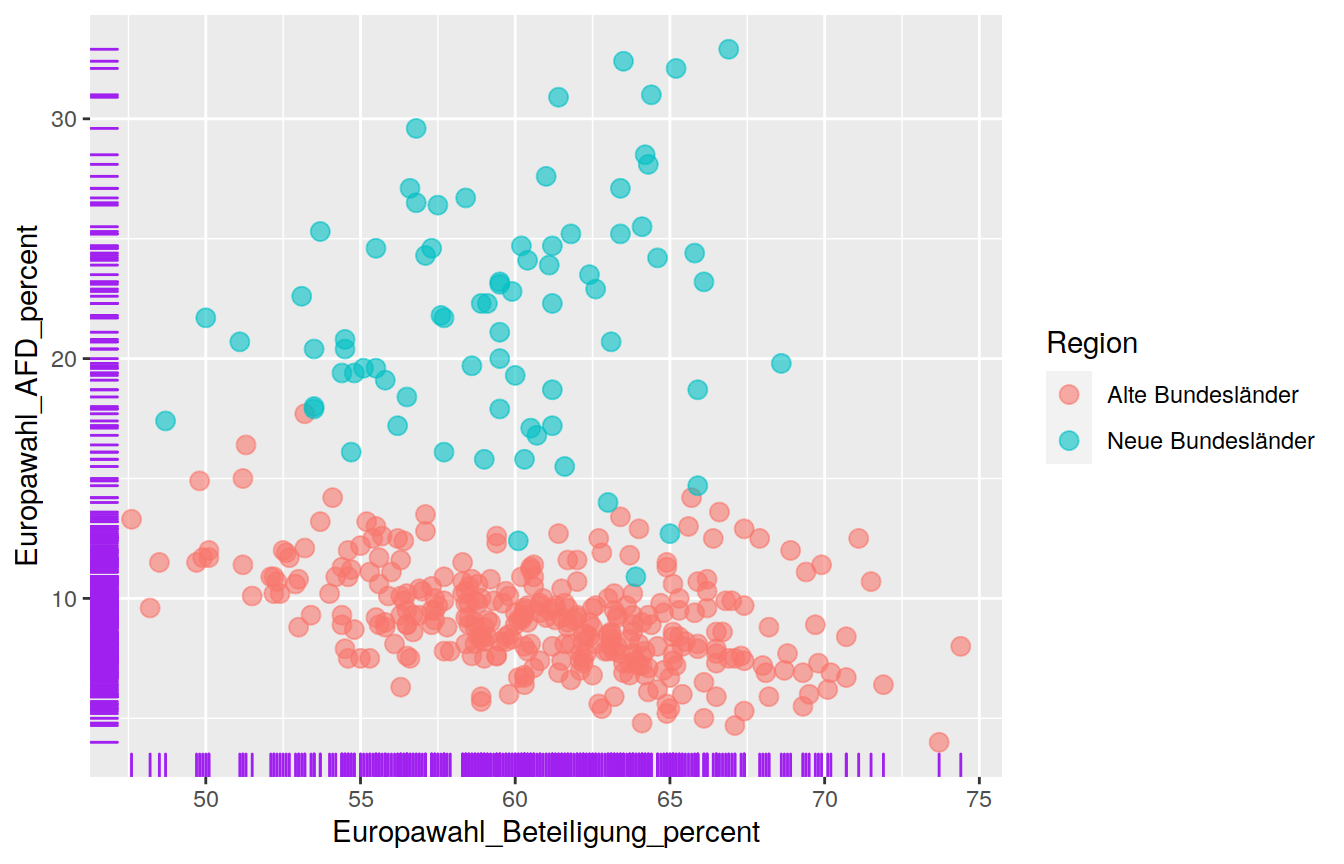 Europawahl_AFD_percent
30
20
10
50
55
60
65
70
75
Europawahl_Beteiligung_percent
Region
Alte Bundesländer
Neue Bundesländer